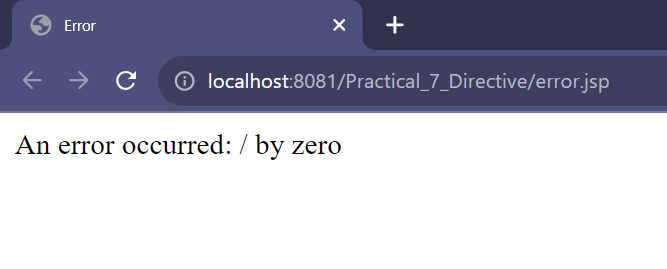 Error
localhost:8081/Practical_7_Directive/error.jsp
An error occurred: / by zero